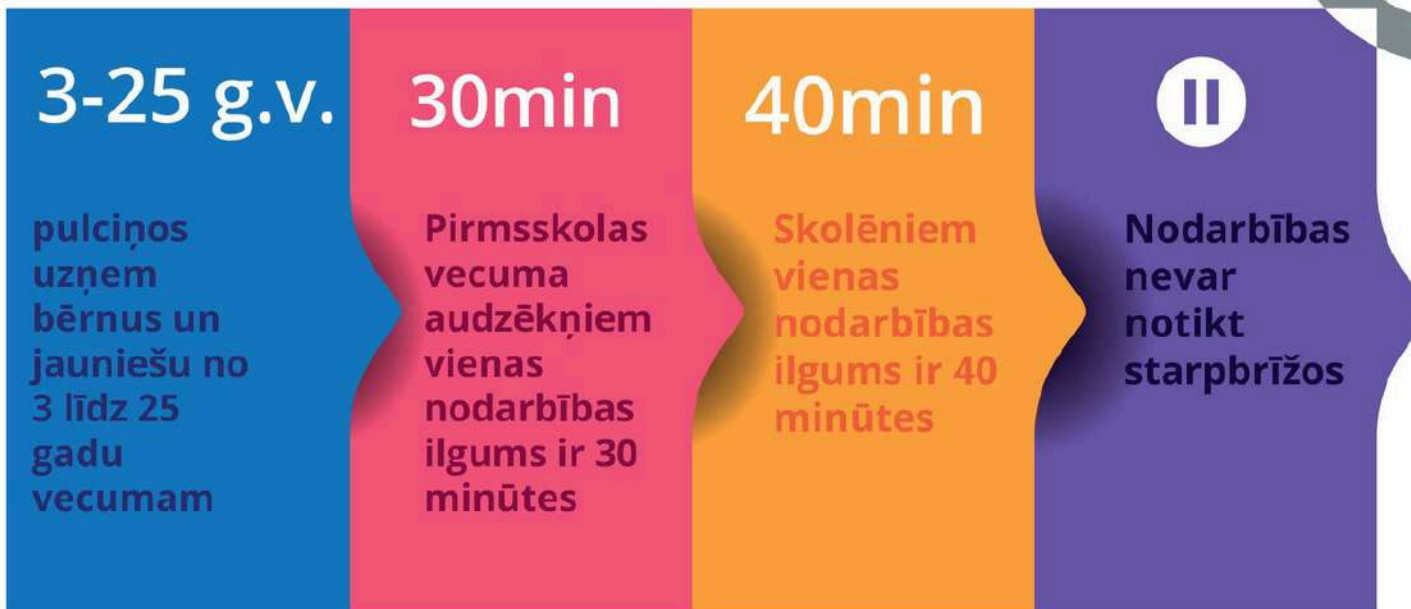 3-25 g.v.
pulciņos
uzņem
bērnus un
jauniešu no
3 līdz 25
gadu
vecumam
30min
Pirmsskolas
vecuma
audzēkņiem
vienas
nodarbības
ilgums ir 30
minūtes
40min
Skolēniem
vienas
nodarbības
ilgums ir 40
minūtes
Nodarbības
nevar
notikt
starpbrīžos